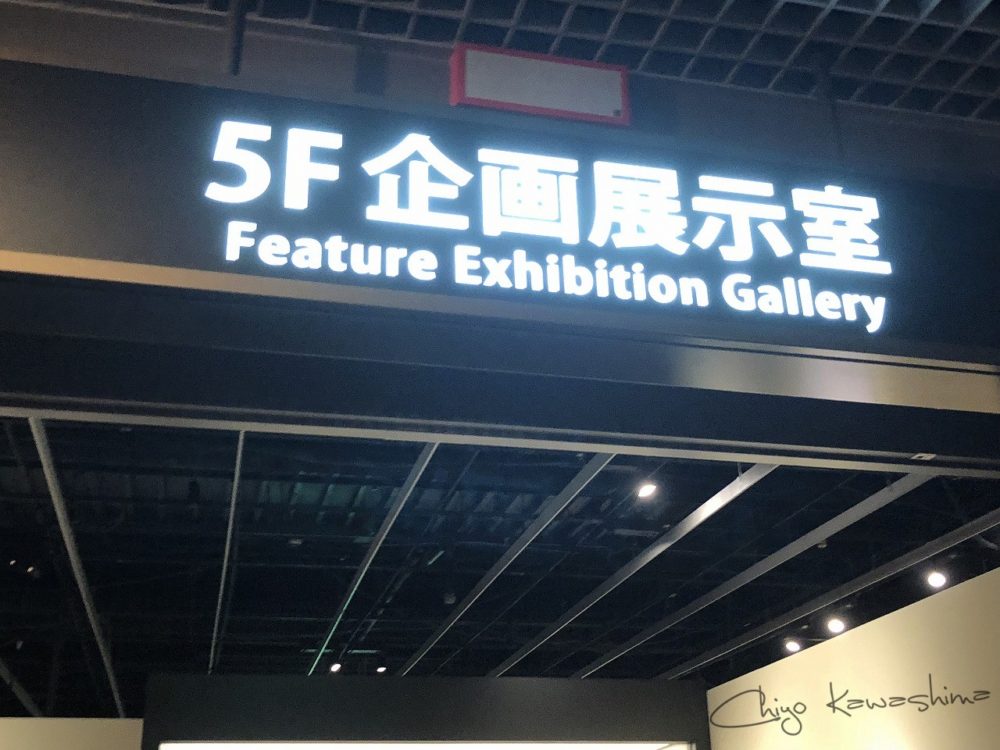 5F 企画展示室
Feature Exhibition Gallery
Chiyo Kawashima